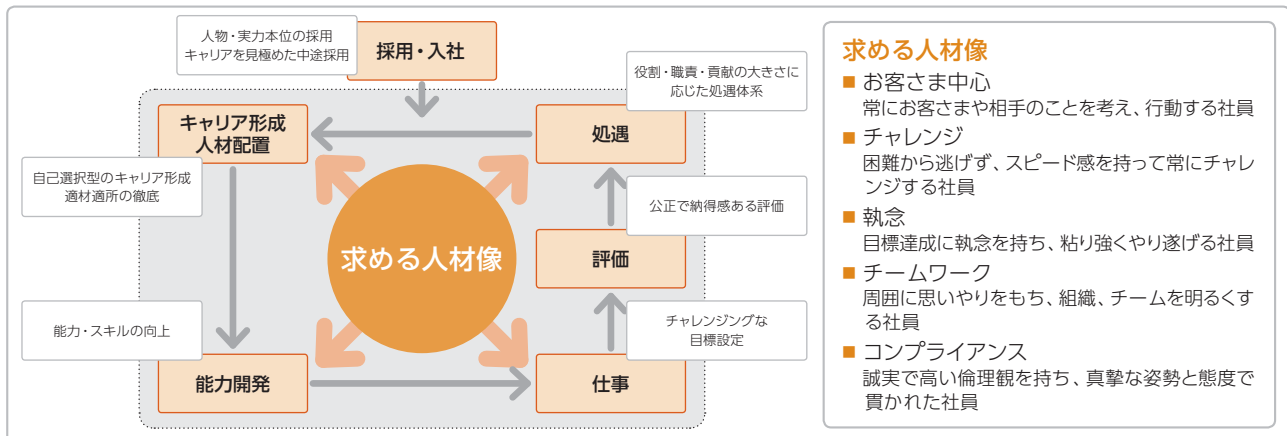 人物・実力本位の採用
キャリアを見極めた中途採用
採用・入社
役割・職責・貢献の大きさに
応じた処遇体系
キャリア形成
人材配置
処遇
自己選択型のキャリア形成
適材適所の徹底
公正で納得感ある評価
求める人材像
評価
能力・スキルの向上
チャレンジングな
目標設定
能力開発
仕事
求める人材像
■ お客さま中心
常にお客さまや相手のことを考え、行動する社員
■ チャレンジ
困難から逃げず、スピード感を持って常にチャレ
ンジする社員
■ 執念
目標達成に執念を持ち、粘り強くやり遂げる社員
■ チームワーク
周囲に思いやりをもち、組織、チームを明るくす
る社員
■ コンプライアンス
誠実で高い倫理観を持ち、真摯な姿勢と態度で
貫かれた社員